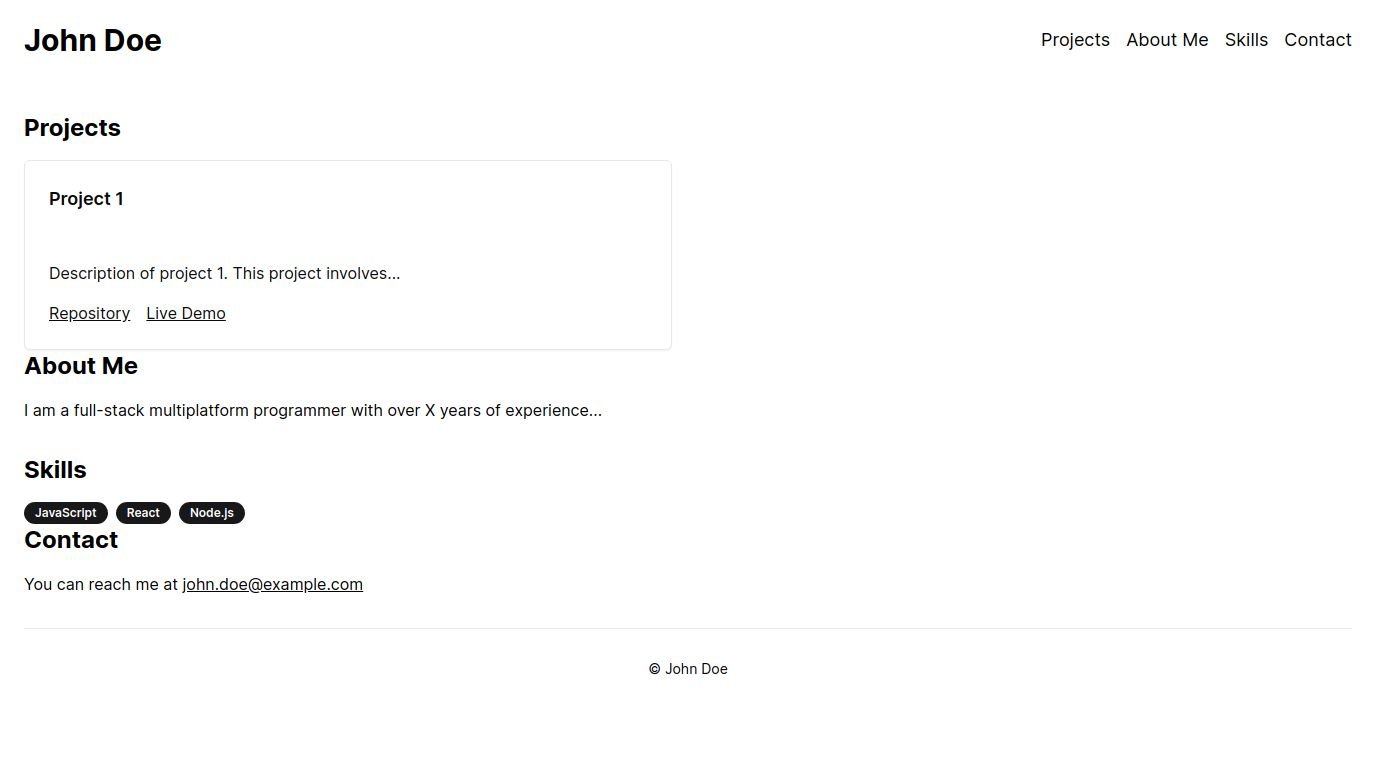 John Doe
Projects About Me Skills Contact
Projects
Project 1
Description of project 1. This project involves...
Repository Live Demo
About Me
I am a full-stack multiplatform programmer with over X years of experience...
Skills
JavaScript React Node.js
Contact
You can reach me at john.doe@example.com
© John Doe